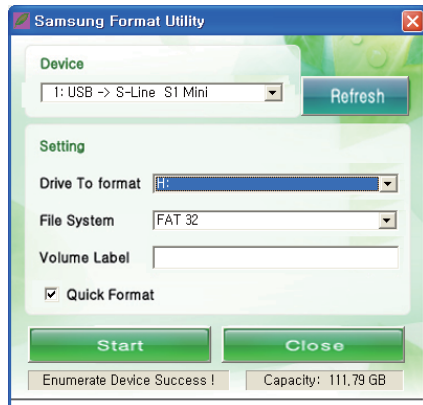 Samsung Format Utility
Device
1: USB -> S-Line S1 Mini
Refresh
Setting
Drive To format H:
File System FAT 32
Volume Label
Quick Format
Start Close
Enumerate Device Success ! Capacity: 111,79 GB